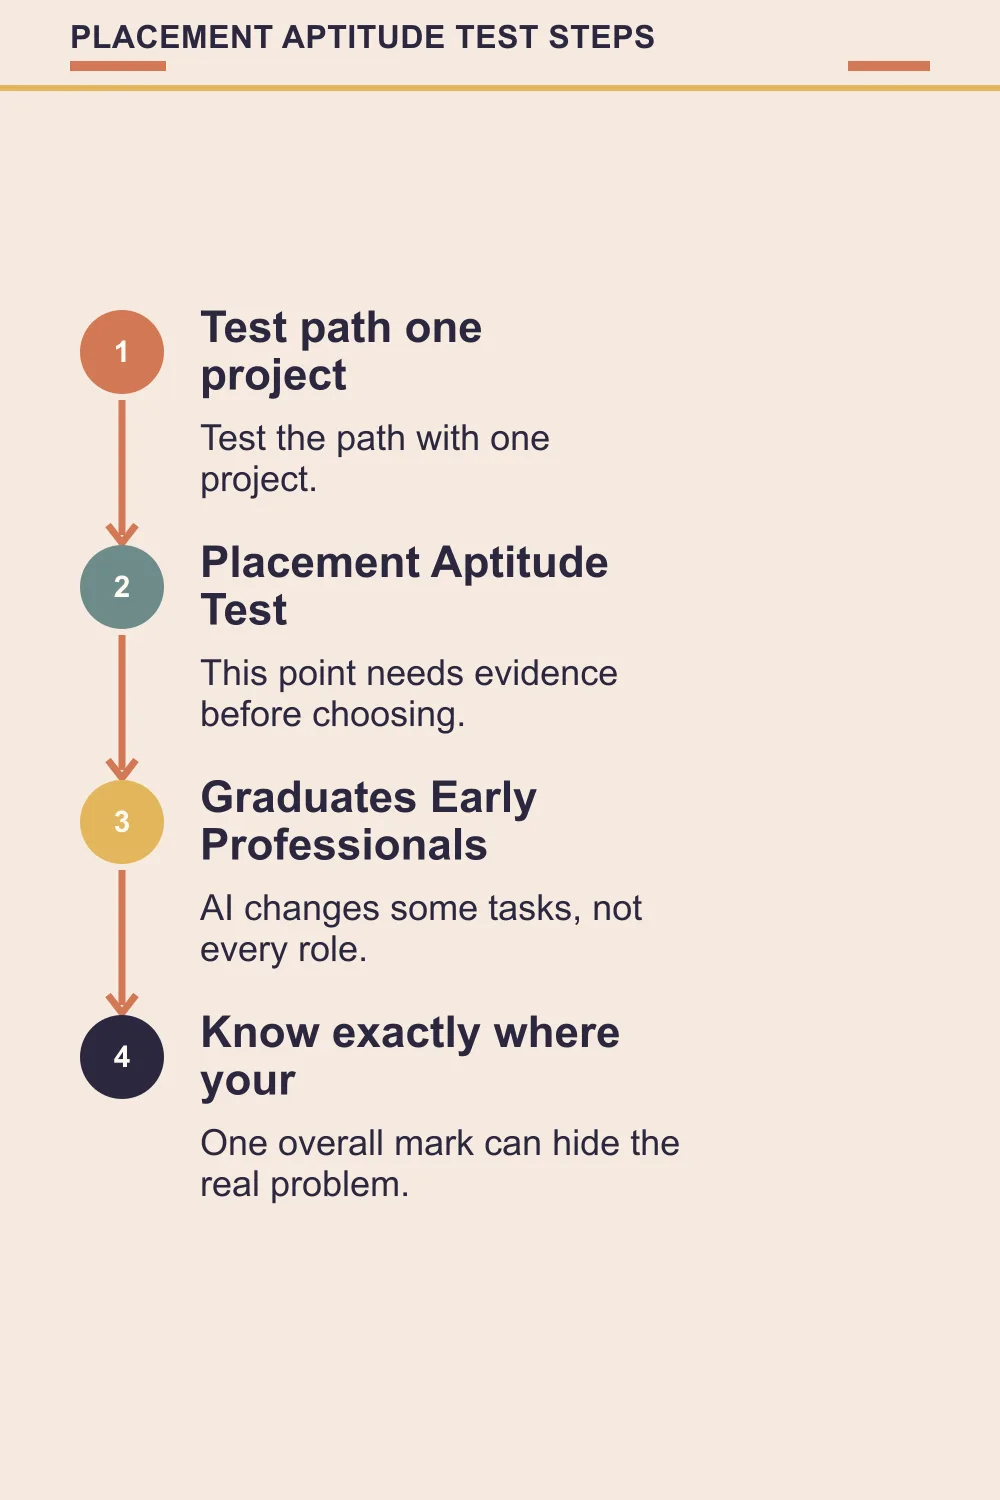 PLACEMENT APTITUDE TEST STEPS
1
Test path one
project
Test the path with one
project.
2
Placement Aptitude
Test
This point needs evidence
before choosing.
3
Graduates Early
Professionals
AI changes some tasks, not
every role.
4
Know exactly where
your
One overall mark can hide the
real problem.